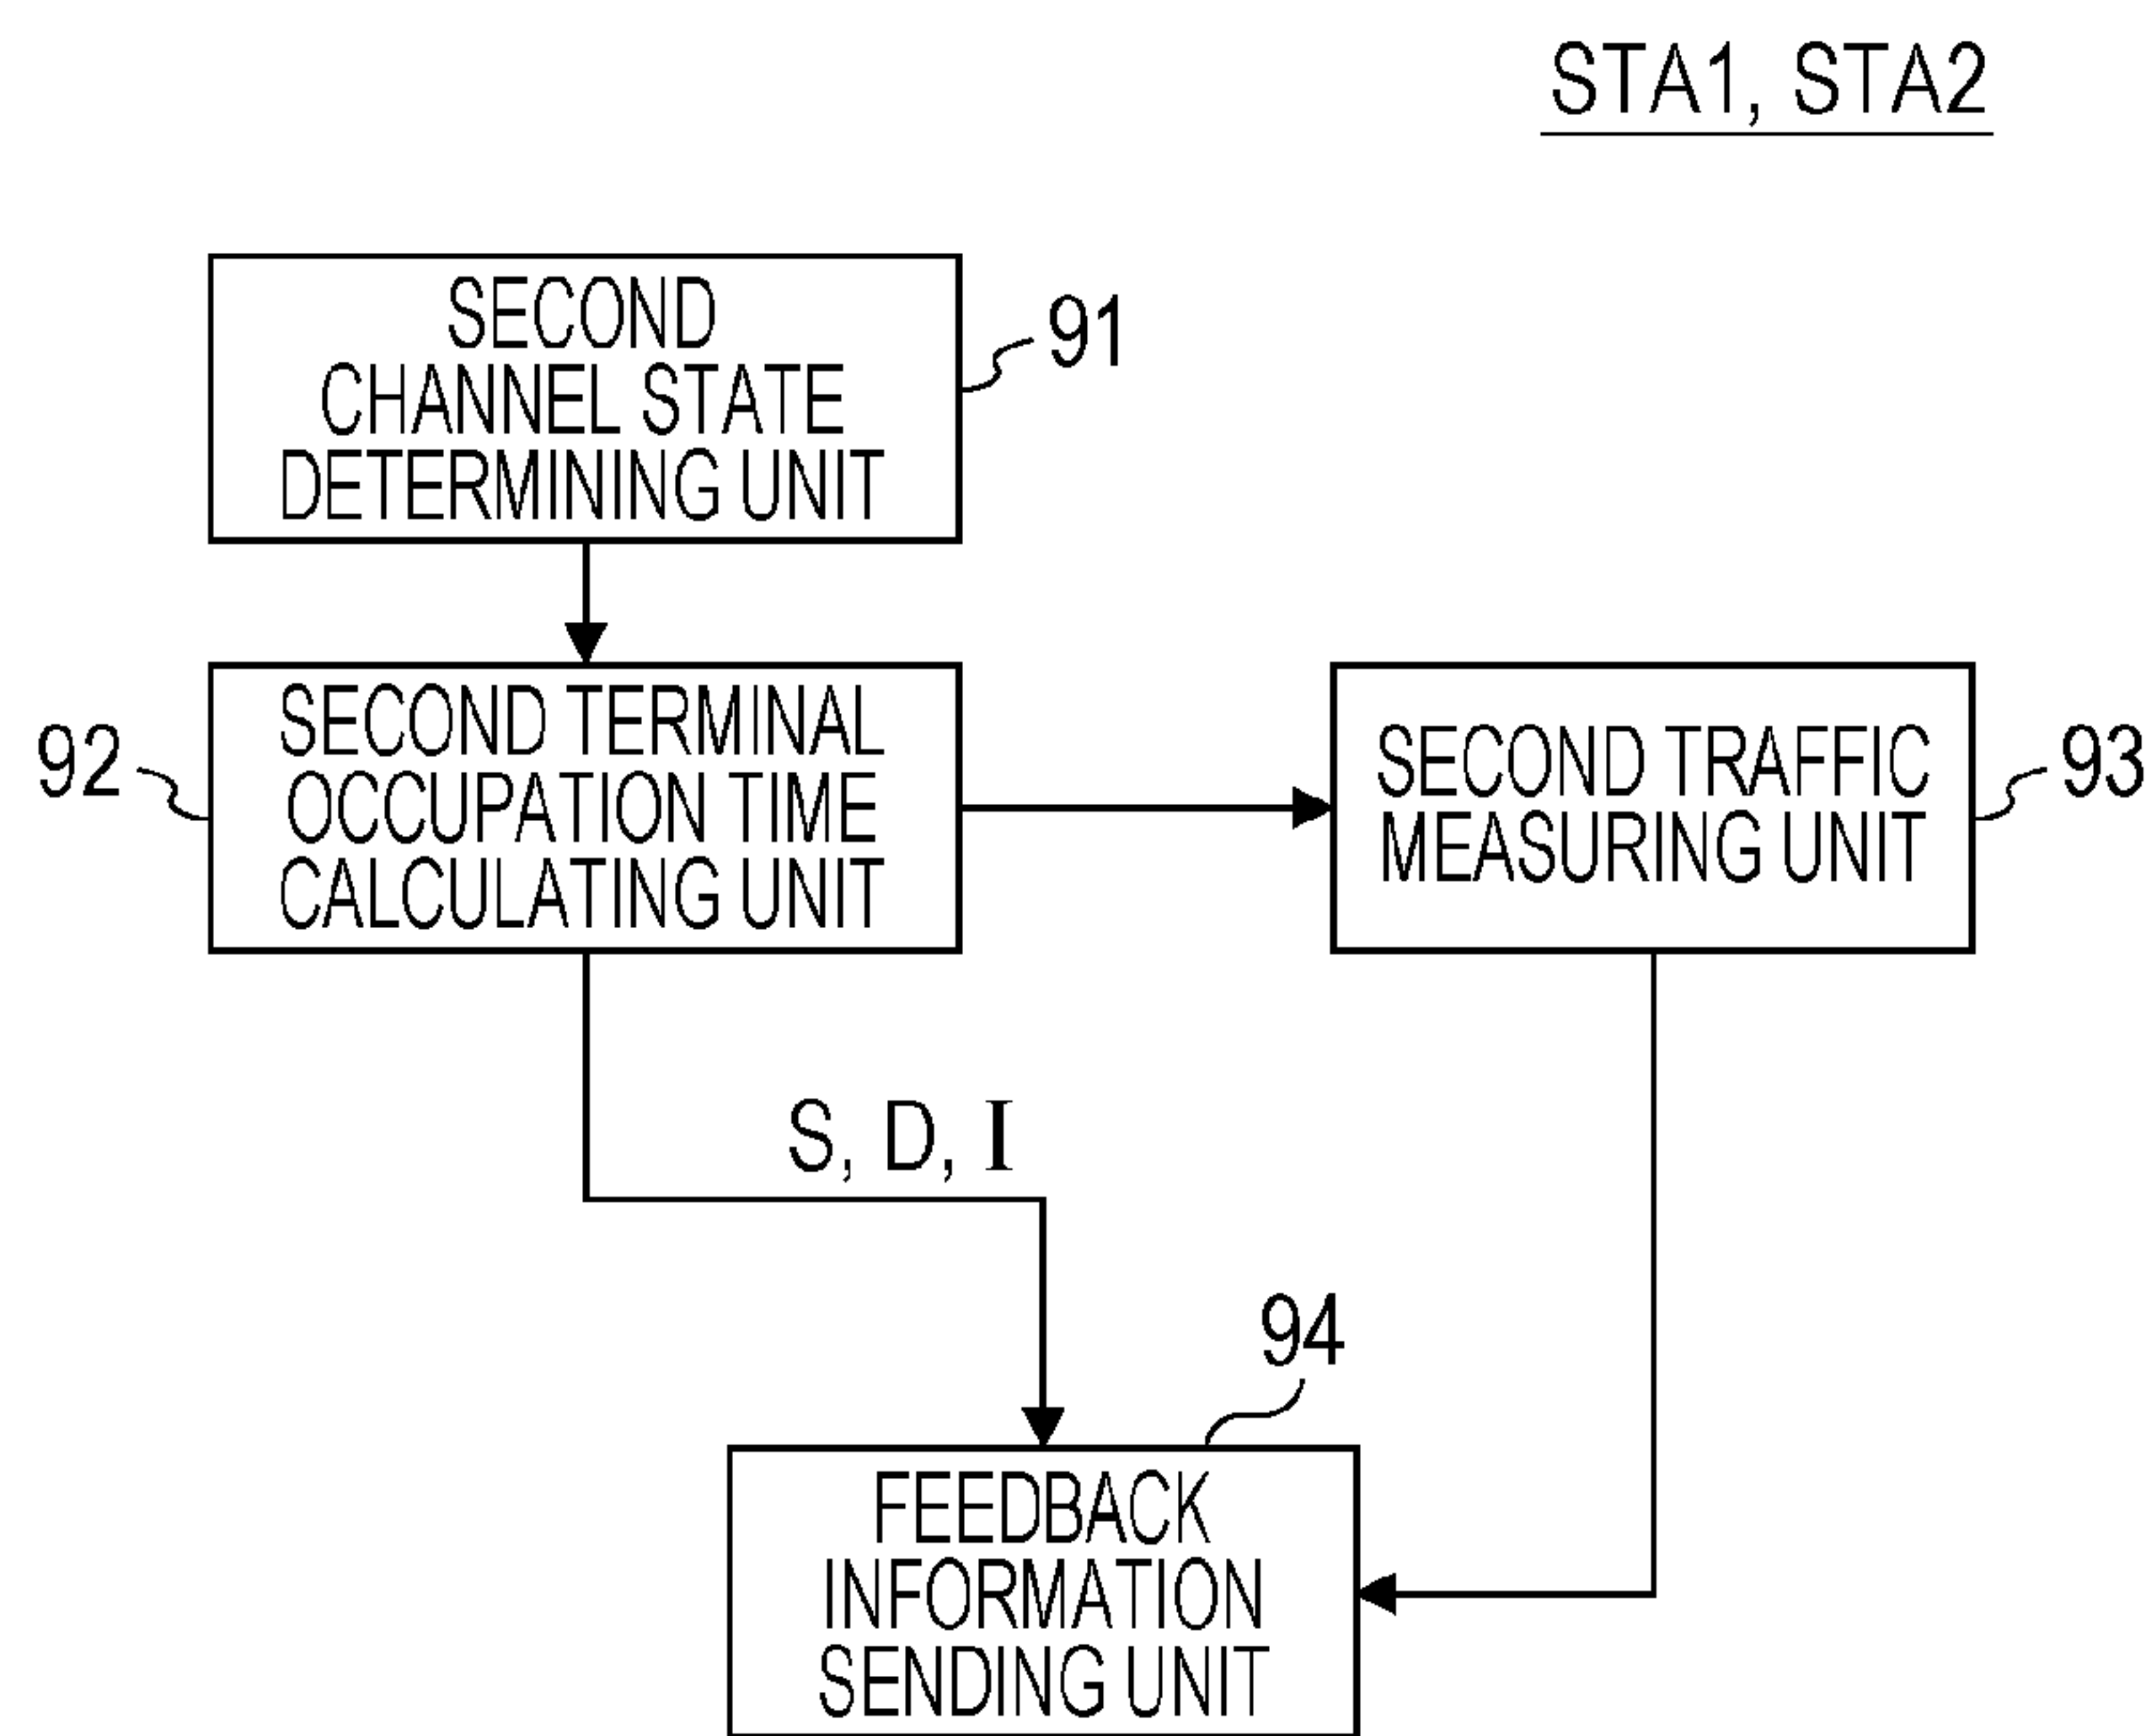 STA1, STA2
SECOND
CHANNEL STATE
DETERMINING UNIT
91
92
SECOND TERMINAL
OCCUPATION TIME
CALCULATING UNIT
SECOND TRAFFIC
MEASURING UNIT
93
S, D, I
94
FEEDBACK
INFORMATION
SENDING UNIT